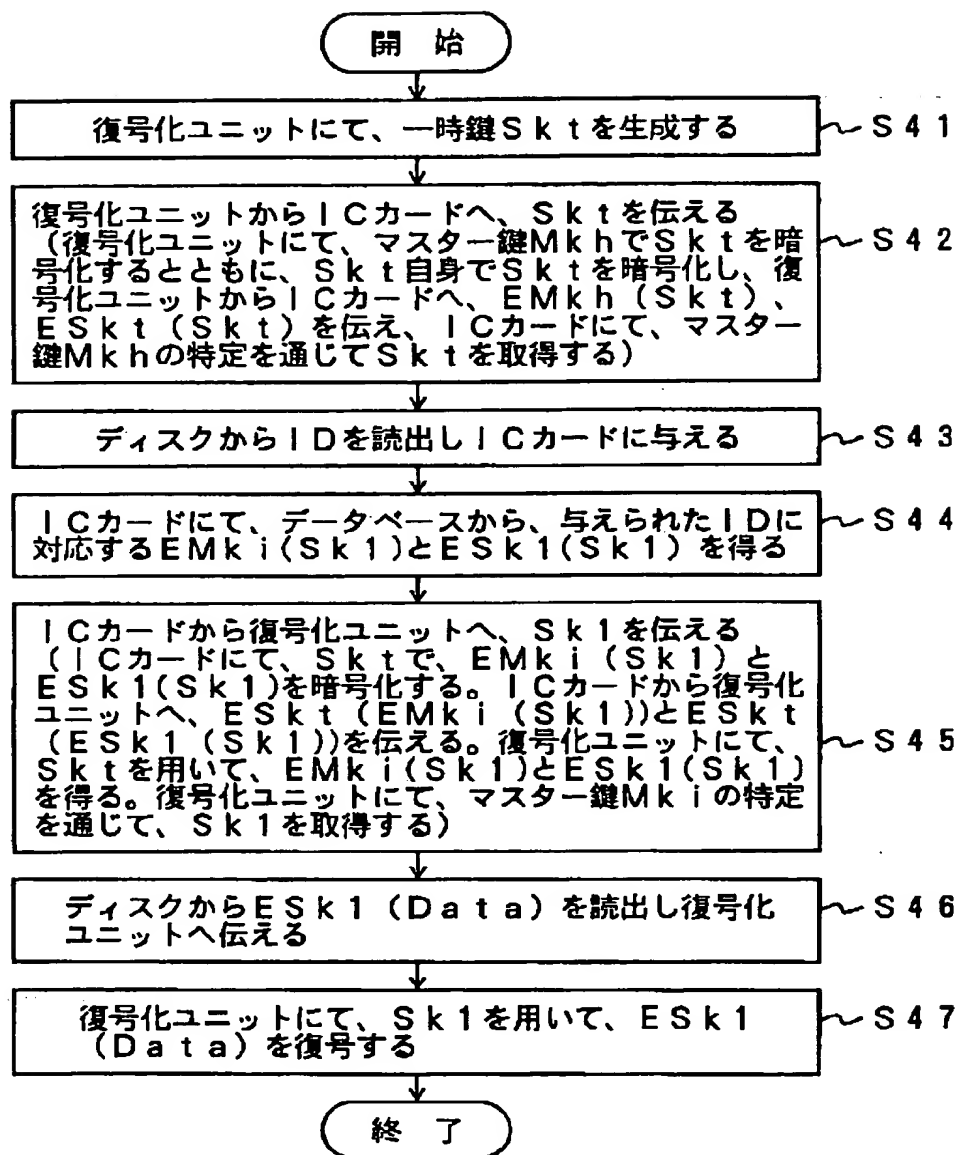 開 始
復号化ユニットにて、一時鍵Sktを生成する
S41
復号化ユニットからICカードへ、Sktを伝える
(復号化ユニットにて、マスター鍵MkhでSktを暗
号化するとともに、Skt自身でSktを暗号化し、復
号化ユニットからICカードへ、EMkh(Skt)、
ESkt(Skt)を伝え、ICカードにて、マスター
鍵Mkhの特定を通じてSktを取得する)
S42
ディスクからIDを読出しICカードに与える
S43
ICカードにて、データベースから、与えられたIDに
対応するEMki(Sk1)とESk1(Sk1)を得る
S44
ICカードから復号化ユニットへ、Sk1を伝える
(ICカードにて、Sktで、EMki(Sk1)と
ESk1(Sk1)を暗号化する。ICカードから復号化
ユニットへ、ESkt(EMki(Sk1))とESkt
(ESk1(Sk1))を伝える。復号化ユニットにて、
Sktを用いて、EMki(Sk1)とESk1(Sk1)
を得る。復号化ユニットにて、マスター鍵Mkiの特定
を通じて、Sk1を取得する)
S45
ディスクからESk1(Data)を読出し復号化
ユニットへ伝える
S46
復号化ユニットにて、Sk1を用いて、ESk1
(Data)を復号する
S47
終 了